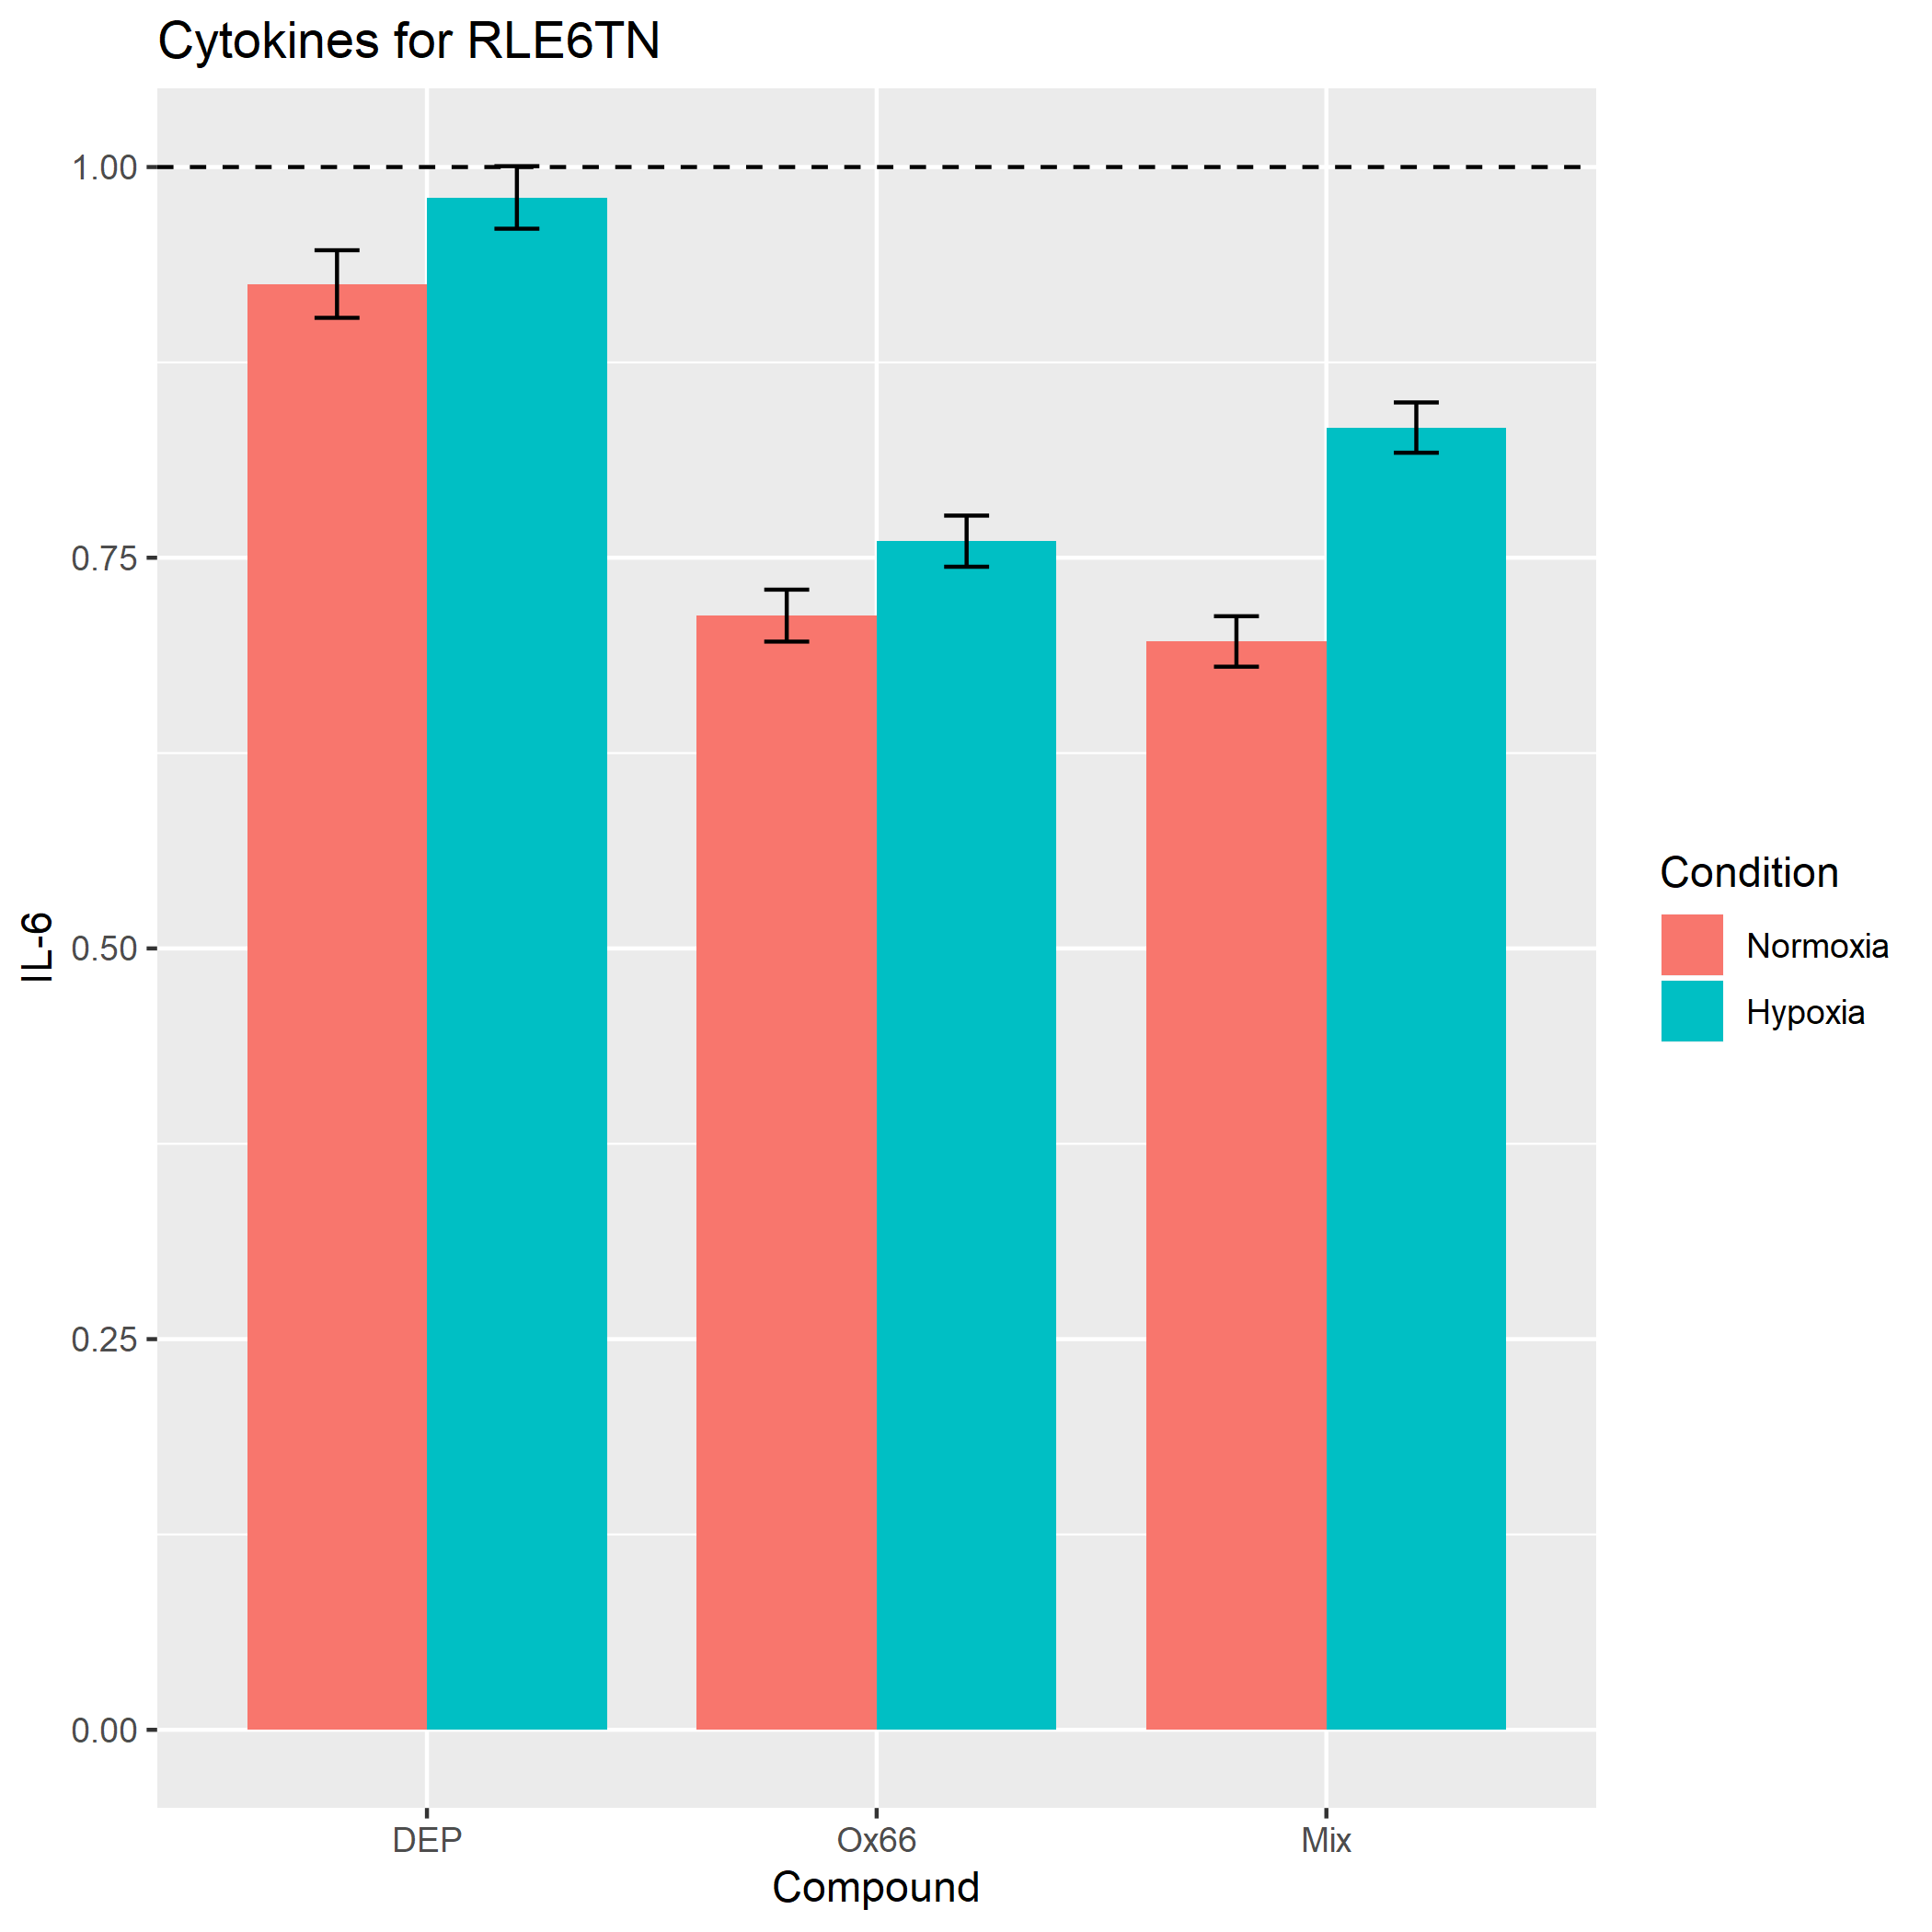 Cytokines for RLE6TN
1.00
0.75
0.50
0.25
0.00
IL-6
DEP
Ox66
Mix
Compound
Condition
Normoxia
Hypoxia